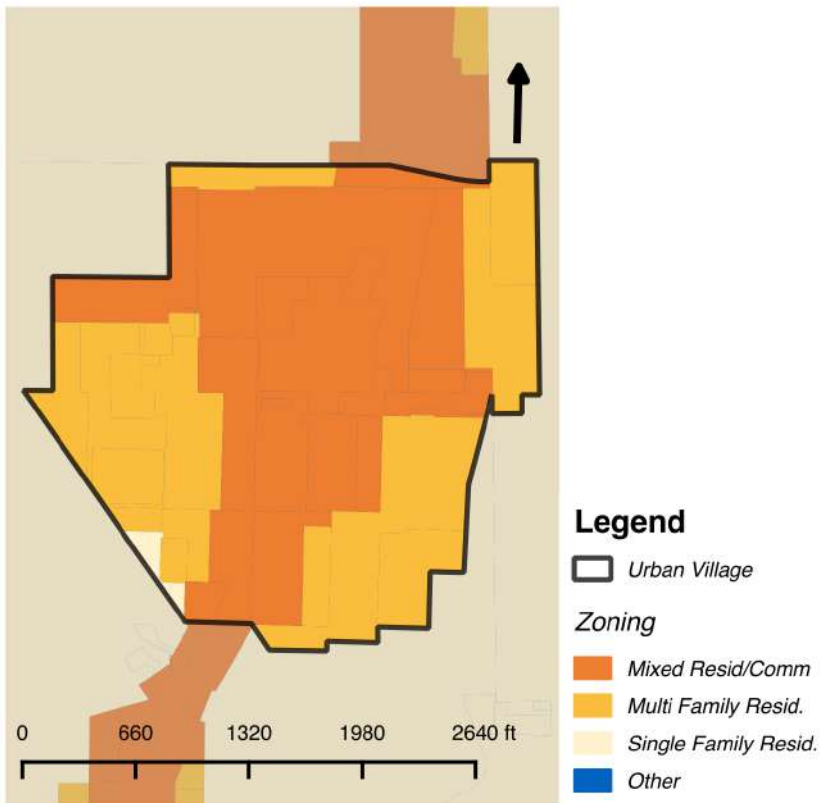 Legend
Urban Village
Zoning
Mixed Resid/Comm
Multi Family Resid.
Single Family Resid.
Other
0 660 1320 1980 2640 ft